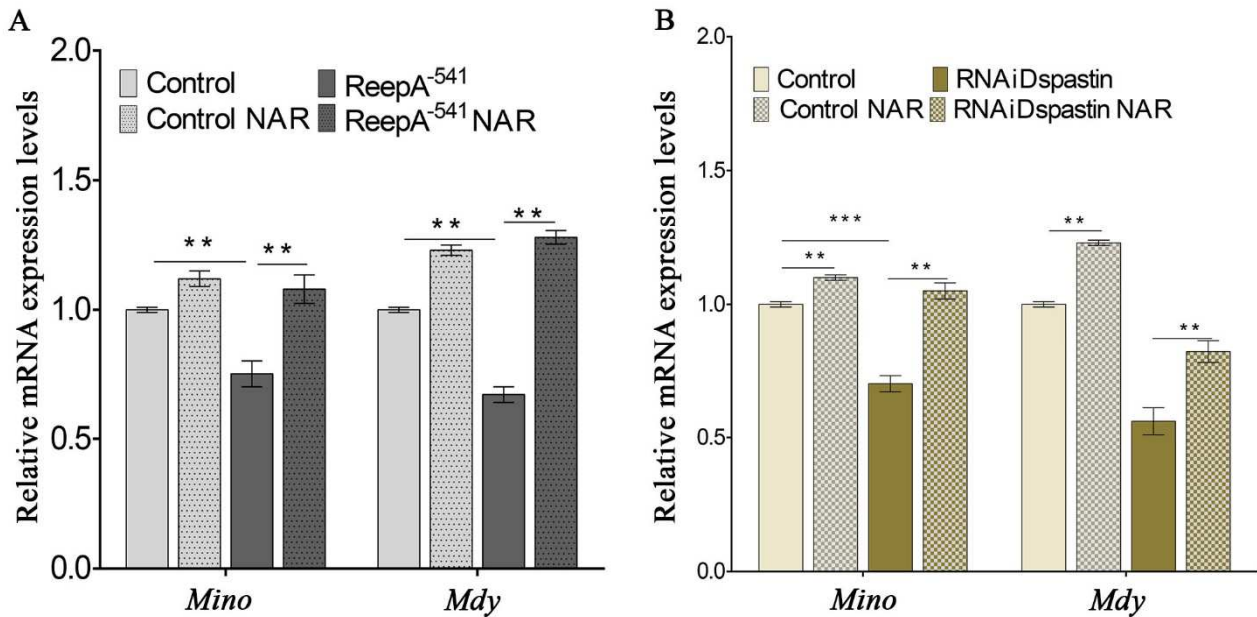 A
Relative mRNA expression levels
2.0
1.5
1.0
0.5
0.0
Control
ReepA-541
Control NAR
ReepA-541 NAR
**
**
**
**
Mino
Mdy
B
Relative mRNA expression levels
2.0
1.5
1.0
0.5
0.0
Control
RNAiDspastin
Control NAR
RNAiDspastin NAR
***
**
**
**
**
Mino
Mdy